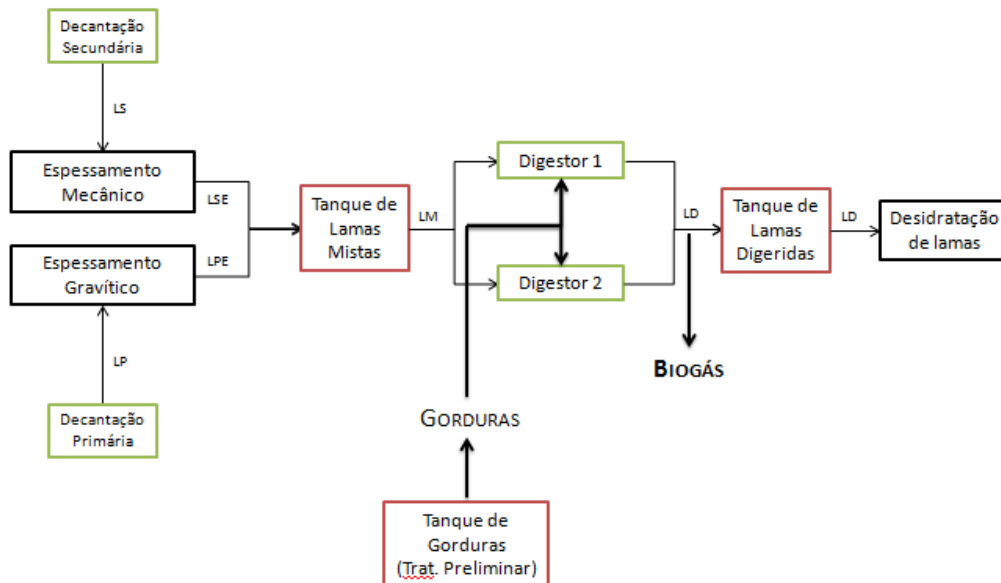 Decantação
Secundária
LS
Espessamento
Mecânico
LSE
Espessamento
Gravítico
LPE
LP
Decantação
Primária
Tanque de
Lamas
Mistas
LM
Digestor 1
Digestor 2
LD
Tanque de
Lamas
Digeridas
LD
Desidratação
de lamas
BIOGÁS
GORDURAS
Tanque de
Gorduras
(Trat. Preliminar)